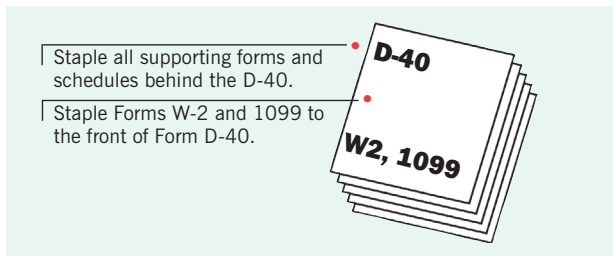 Staple all supporting forms and
schedules behind the D-40.
Staple Forms W-2 and 1099 to
the front of Form D-40.
D-40
W2, 1099